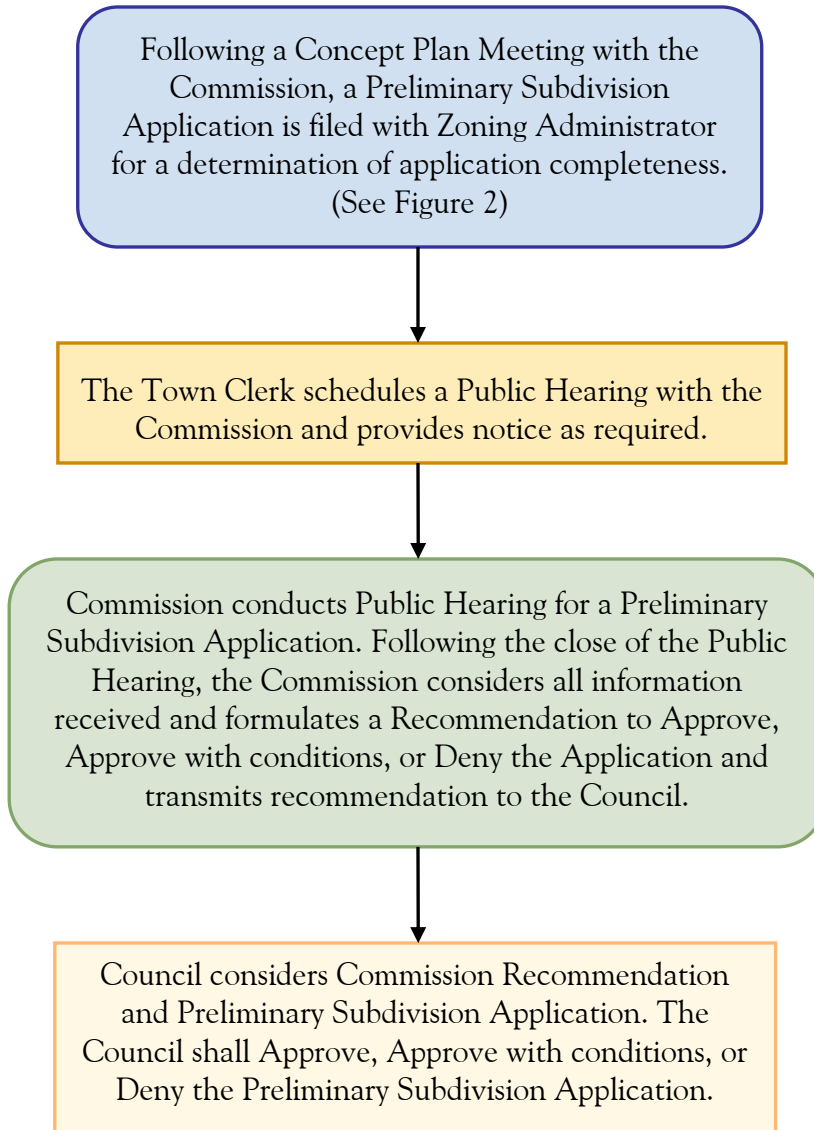 Following a Concept Plan Meeting with the
Commission, a Preliminary Subdivision
Application is filed with Zoning Administrator
for a determination of application completeness.
(See Figure 2)
The Town Clerk schedules a Public Hearing with the
Commission and provides notice as required.
Commission conducts Public Hearing for a Preliminary
Subdivision Application. Following the close of the Public
Hearing, the Commission considers all information
received and formulates a Recommendation to Approve,
Approve with conditions, or Deny the Application and
transmits recommendation to the Council.
Council considers Commission Recommendation
and Preliminary Subdivision Application. The
Council shall Approve, Approve with conditions, or
Deny the Preliminary Subdivision Application.